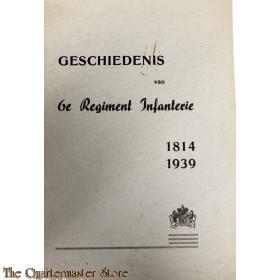 GESCHIEDENIS
van
6e Regiment Infanterie
1814
1939
The Quartermaster Store